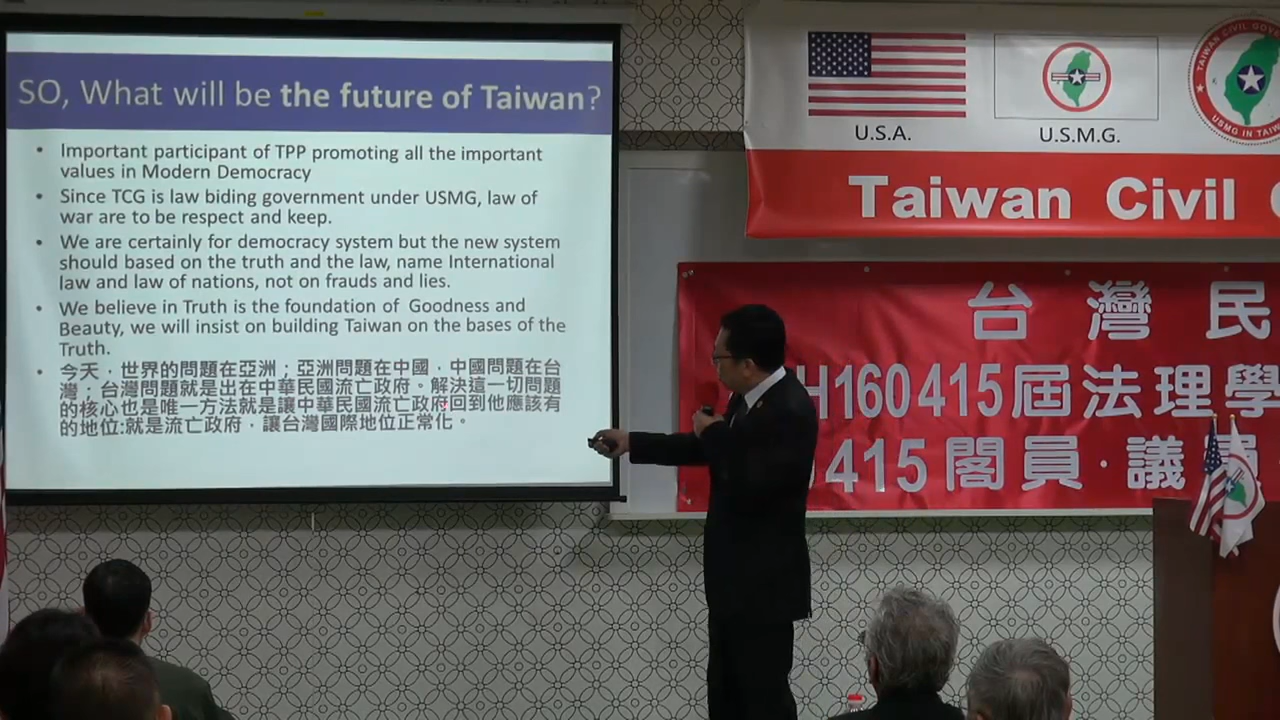 SO, What will be the future of Taiwan?
• Important participant of TPP promoting all the important
values in Modern Democracy
• Since TCG is law biding government under USMG, law of
war are to be respect and keep.
• We are certainly for democracy system but the new system
should based on the truth and the law, name International
law and law of nations, not on frauds and lies.
• We believe in Truth is the foundation of Goodness and
Beauty, we will insist on building Taiwan on the bases of the
Truth.
• 今天，世界的問題在亞洲；亞洲問題在中國，中國問題在台
灣；台灣問題就是出在中華民國流亡政府。解決這一切問題
的核心也是唯一方法就是讓中華民國流亡政府回到他應該有
的地位:就是流亡政府，讓台灣國際地位正常化。
U.S.A.
U.S.M.G.
TAIWAN CIVIL
USMG IN TAIW
Taiwan Civil
台灣民
H160415屆法理學
415閣員·議員